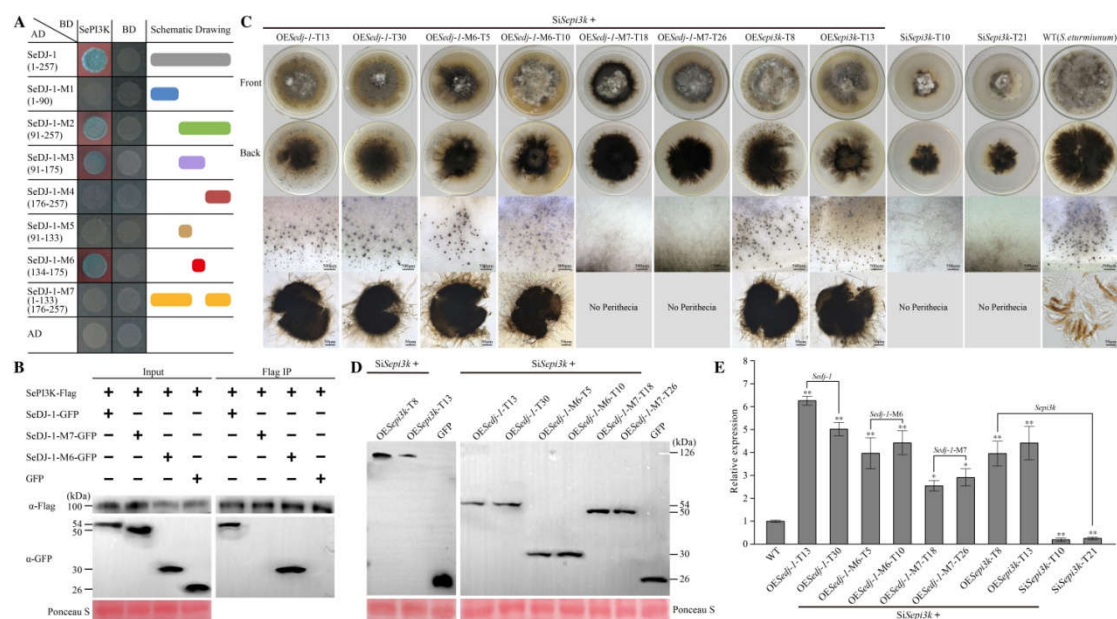 A
BD
AD
SePI3K
BD
Schematic Drawing
SeDJ-1
(1-257)
SeDJ-1-M1
(1-90)
SeDJ-1-M2
(91-257)
SeDJ-1-M3
(91-175)
SeDJ-1-M4
(176-257)
SeDJ-1-M5
(91-133)
SeDJ-1-M6
(134-175)
SeDJ-1-M7
(1-133)
(176-257)
AD
B
Input
Flag IP
SePI3K-Flag + + + + + + + +
SeDJ-1-GFP + − − − + − − −
SeDJ-1-M7-GFP − + − − − + − −
SeDJ-1-M6-GFP − − + − − − + −
GFP − − − + − − − +
(kDa)
α-Flag
100
54
50
α-GFP
30
26
Ponceau S
C
SiSepi3k +
OESedj-1-T13
OESedj-1-T30
OESedj-1-M6-T5
OESedj-1-M6-T10
OESedj-1-M7-T18
OESedj-1-M7-T26
OESepi3k-T8
OESepi3k-T13
SiSepi3k-T10
SiSepi3k-T21
WT(S.eturmiunum)
Front
Back
No Perithecia
No Perithecia
No Perithecia
No Perithecia
D
SiSepi3k +
SiSepi3k +
OESepi3k-T8
OESepi3k-T13
GFP
OESedj-1-T13
OESedj-1-T30
OESedj-1-M6-T5
OESedj-1-M6-T10
OESedj-1-M7-T18
OESedj-1-M7-T26
GFP
(kDa)
126
54
50
30
26
Ponceau S
E
Relative expression
8
7
6
5
4
3
2
1
0
**
**
**
**
*
*
**
**
**
**
Sedj-1
Sedj-1-M6
Sedj-1-M7
Sepi3k
WT
OESedj-1-T13
OESedj-1-T30
OESedj-1-M6-T5
OESedj-1-M6-T10
OESedj-1-M7-T18
OESedj-1-M7-T26
OESepi3k-T8
OESepi3k-T13
SiSepi3k-T10
SiSepi3k-T21
SiSepi3k +